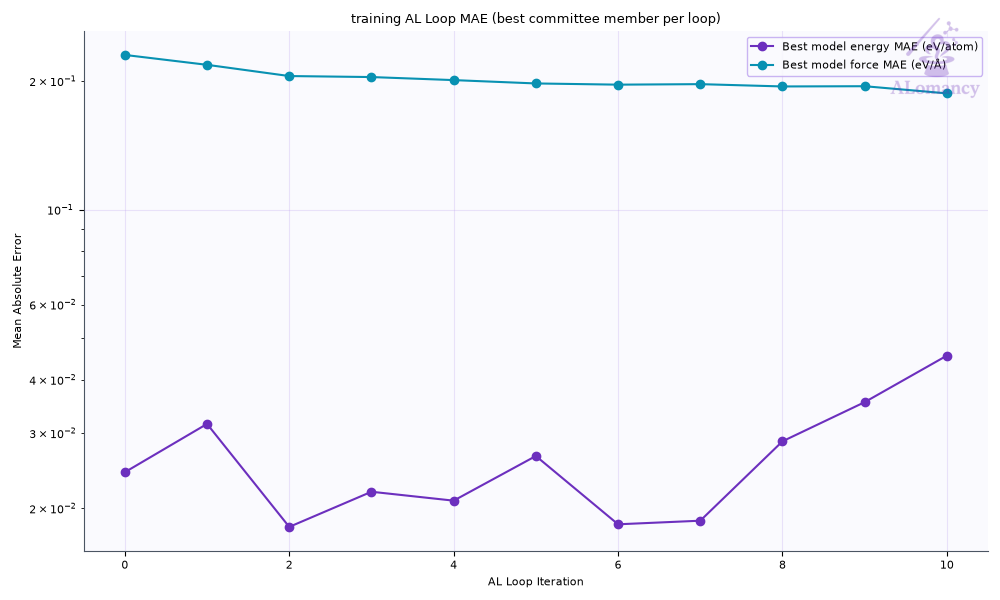 training AL Loop MAE (best committee member per loop)
Best model energy MAE (eV/atom)
Best model force MAE (eV/Å)
ALomancy
Mean Absolute Error
2 × 10⁻¹
10⁻¹
6 × 10⁻²
4 × 10⁻²
3 × 10⁻²
2 × 10⁻²
0 2 4 6 8 10
AL Loop Iteration